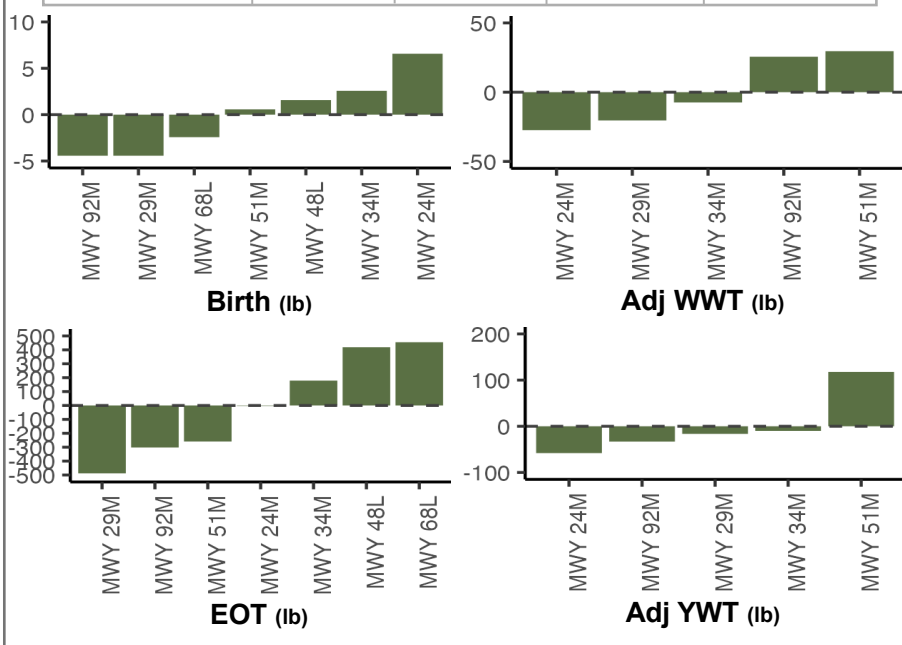 10
5
0
-5
MWY 92M
MWY 29M
MWY 68L
MWY 51M
MWY 48L
MWY 34M
MWY 24M
Birth (lb)
50
0
-50
MWY 24M
MWY 29M
MWY 34M
MWY 92M
MWY 51M
Adj WWT (lb)
500
400
300
200
100
0
-100
-200
-300
-400
-500
MWY 29M
MWY 92M
MWY 51M
MWY 24M
MWY 34M
MWY 48L
MWY 68L
EOT (lb)
200
100
0
-100
MWY 24M
MWY 92M
MWY 29M
MWY 34M
MWY 51M
Adj YWT (lb)